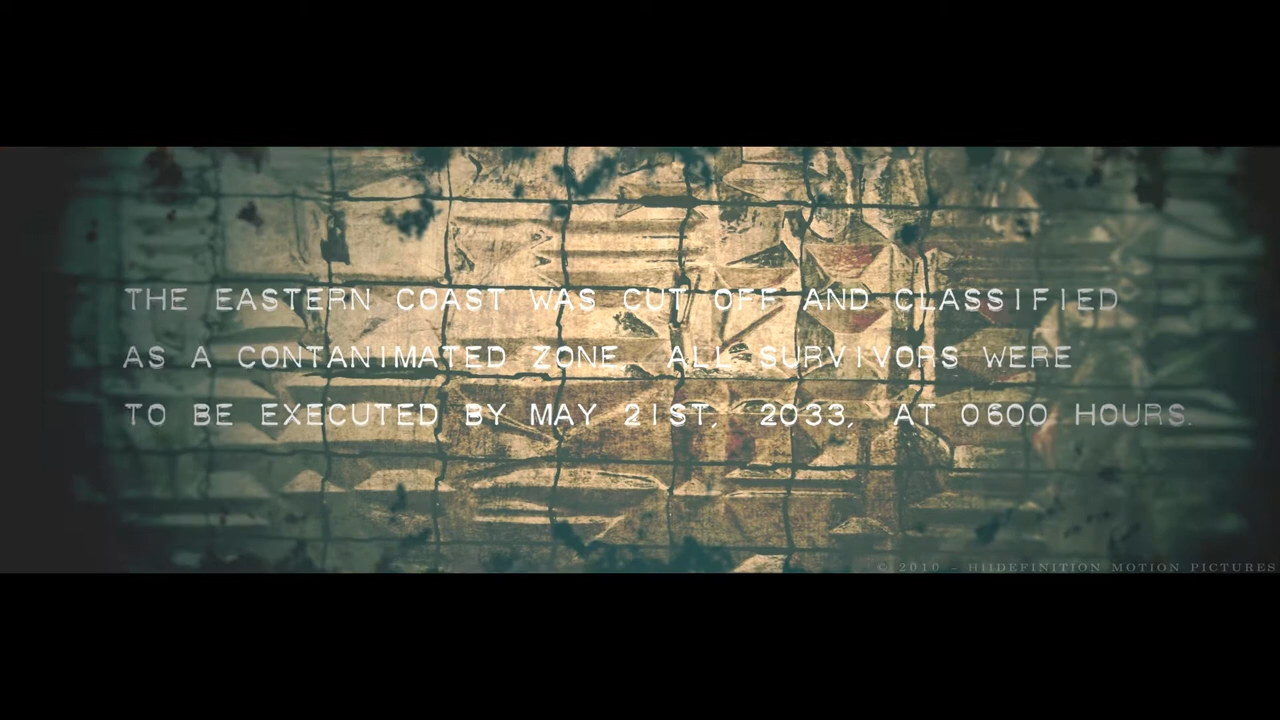 THE EASTERN COAST WAS CUT OFF AND CLASSIFIED
AS A CONTANIMATED ZONE. ALL SURVIVORS WERE
TO BE EXECUTED BY MAY 21ST, 2033, AT 0600 HOURS.
© 2010 - HIIDEFINITION MOTION PICTURES